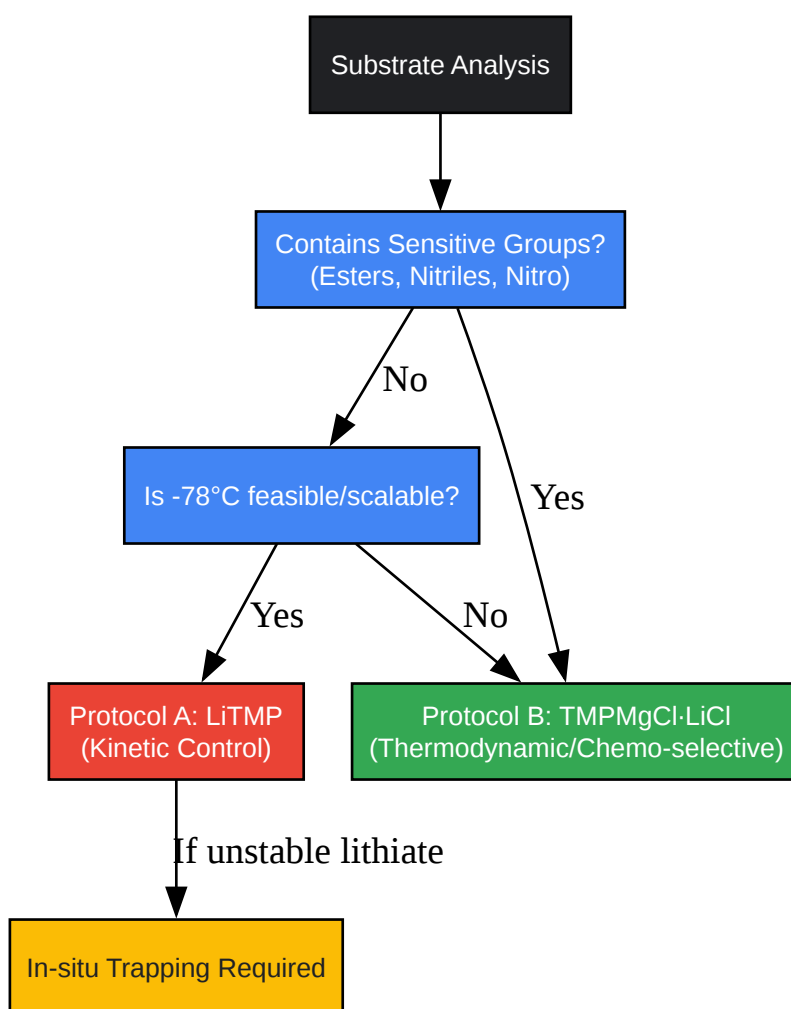 Substrate Analysis
Contains Sensitive Groups?
(Esters, Nitriles, Nitro)
No
Yes
Is -78°C feasible/scalable?
Yes
No
Protocol A: LiTMP
(Kinetic Control)
Protocol B: TMPMgCl·LiCl
(Thermodynamic/Chemo-selective)
If unstable lithiate
In-situ Trapping Required